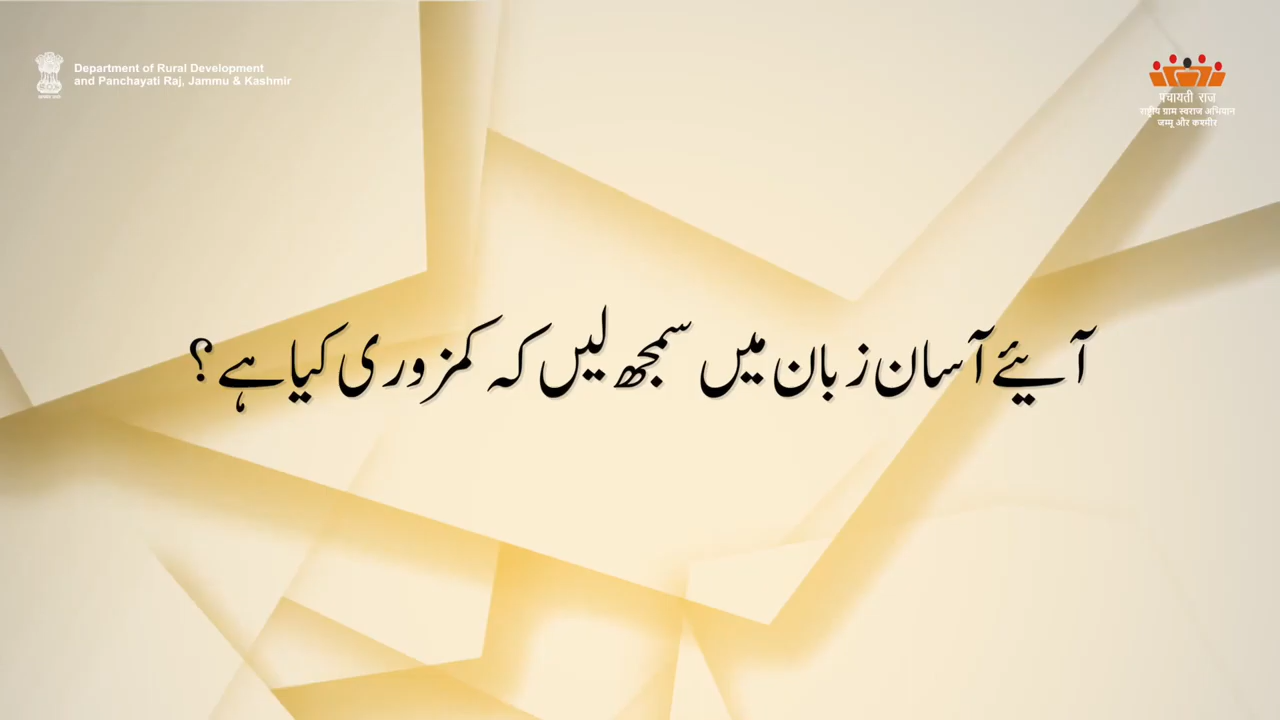 Department of Rural Development
and Panchayati Raj, Jammu & Kashmir
पंचायती राज
राष्ट्रीय ग्राम स्वराज अभियान
जम्मू और कश्मीर
آیئے آسان زبان میں سمجھ لیں کہ کمزوری کیا ہے؟